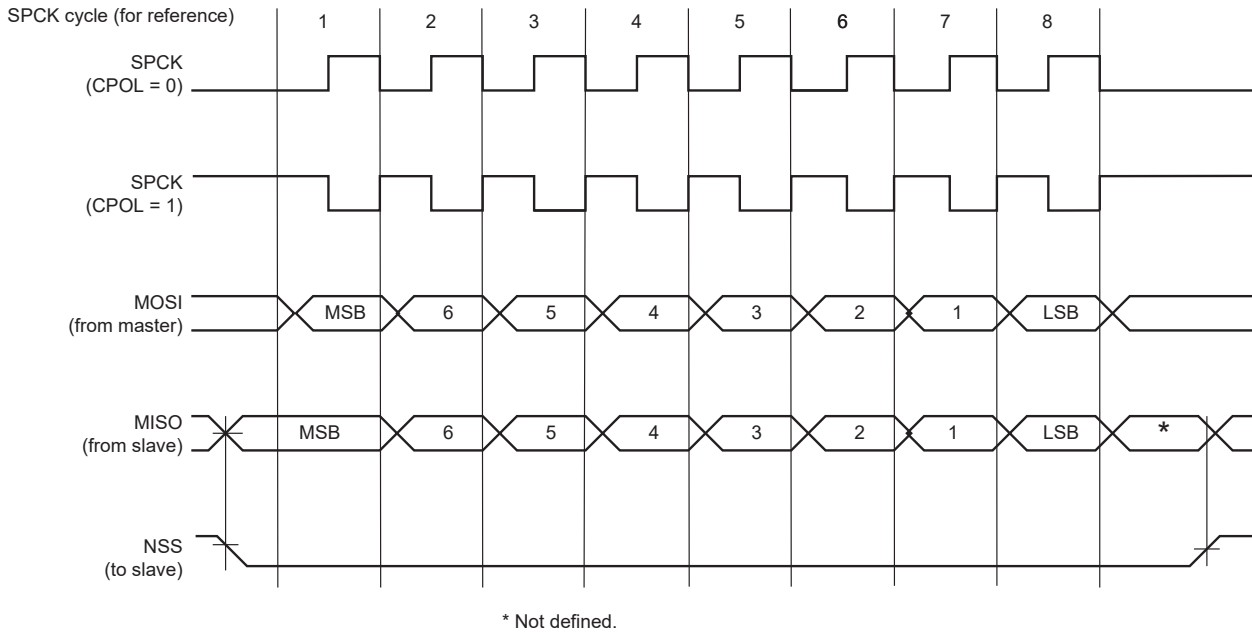 SPCK cycle (for reference)
1 2 3 4 5 6 7 8
SPCK
(CPOL = 0)
SPCK
(CPOL = 1)
MOSI
(from master)
MSB 6 5 4 3 2 1 LSB
MISO
(from slave)
MSB 6 5 4 3 2 1 LSB *
NSS
(to slave)
* Not defined.